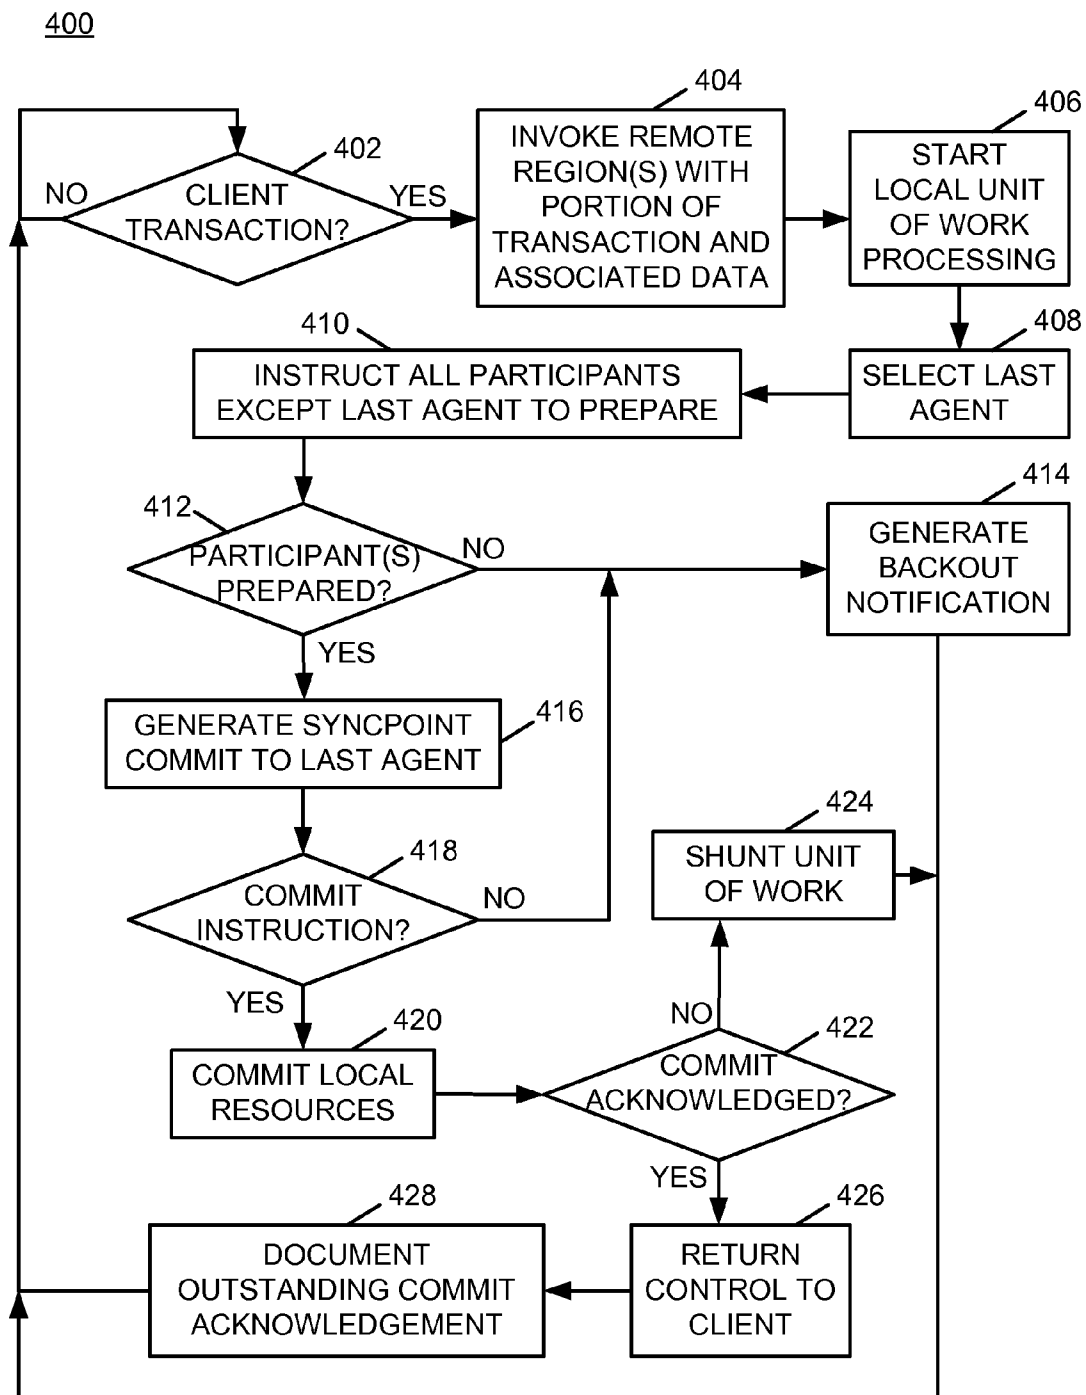 400
404
INVOKE REMOTE
REGION(S) WITH
PORTION OF
TRANSACTION AND
ASSOCIATED DATA
406
START
LOCAL UNIT
OF WORK
PROCESSING
402
NO
CLIENT
TRANSACTION?
YES
410
INSTRUCT ALL PARTICIPANTS
EXCEPT LAST AGENT TO PREPARE
408
SELECT LAST
AGENT
412
PARTICIPANT(S)
PREPARED?
NO
YES
414
GENERATE
BACKOUT
NOTIFICATION
GENERATE SYNCPOINT
COMMIT TO LAST AGENT
416
418
COMMIT
INSTRUCTION?
NO
YES
424
SHUNT UNIT
OF WORK
420
COMMIT LOCAL
RESOURCES
NO
422
COMMIT
ACKNOWLEDGED?
YES
428
DOCUMENT
OUTSTANDING COMMIT
ACKNOWLEDGEMENT
426
RETURN
CONTROL TO
CLIENT